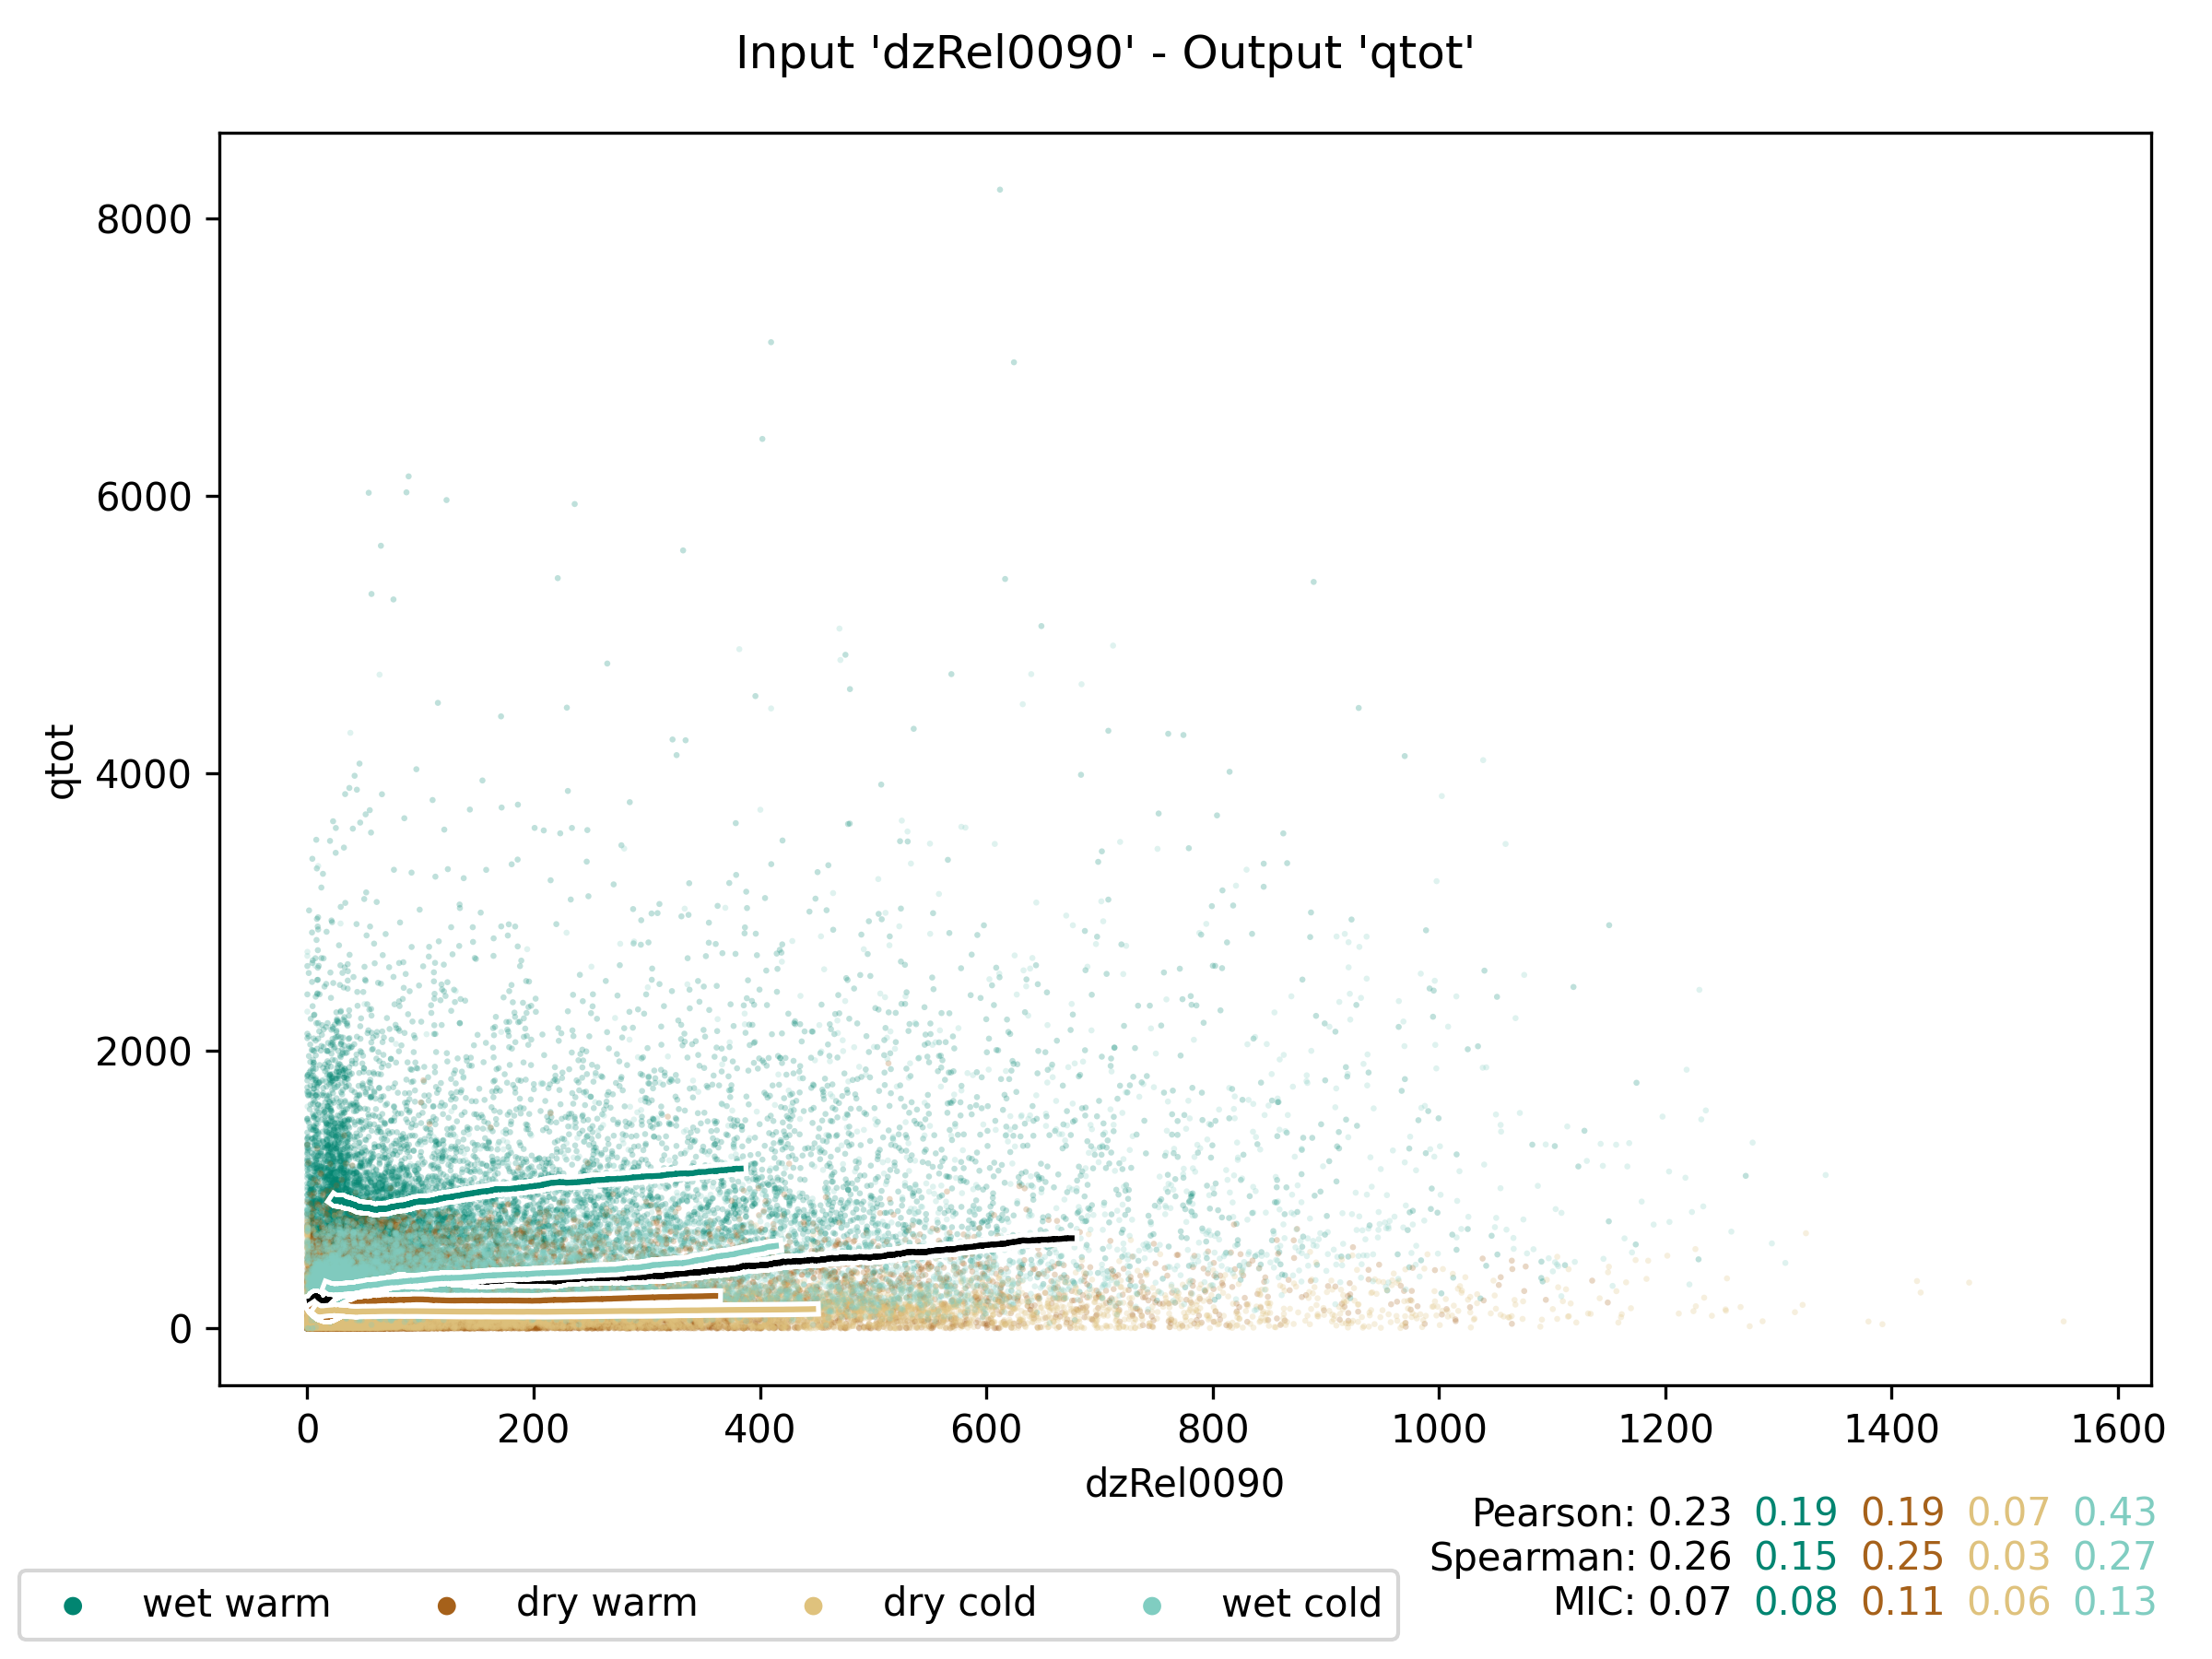 Input 'dzRel0090' - Output 'qtot'
8000
6000
4000
2000
0
qtot
0 200 400 600 800 1000 1200 1400 1600
dzRel0090
Pearson: 0.23 0.19 0.19 0.07 0.43
Spearman: 0.26 0.15 0.25 0.03 0.27
MIC: 0.07 0.08 0.11 0.06 0.13
wet warm dry warm dry cold wet cold